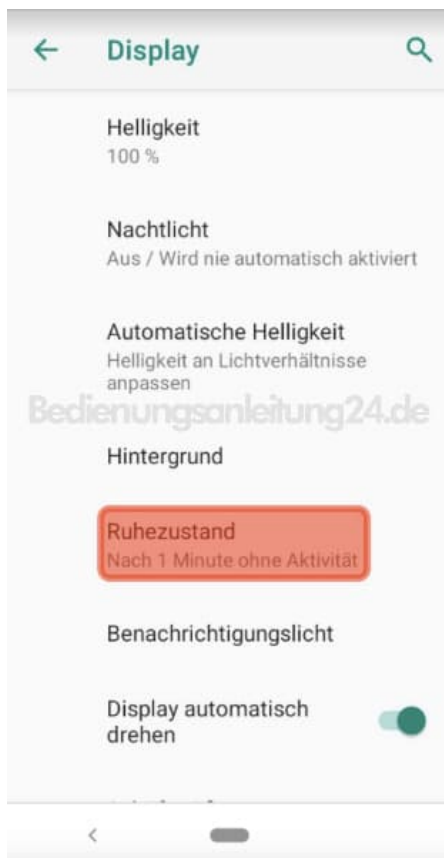 Display
Helligkeit
100 %
Nachtlicht
Aus / Wird nie automatisch aktiviert
Automatische Helligkeit
Helligkeit an Lichtverhältnisse
anpassen
Bedienungsanleitung24.de
Hintergrund
Ruhezustand
Nach 1 Minute ohne Aktivität
Benachrichtigungslicht
Display automatisch
drehen